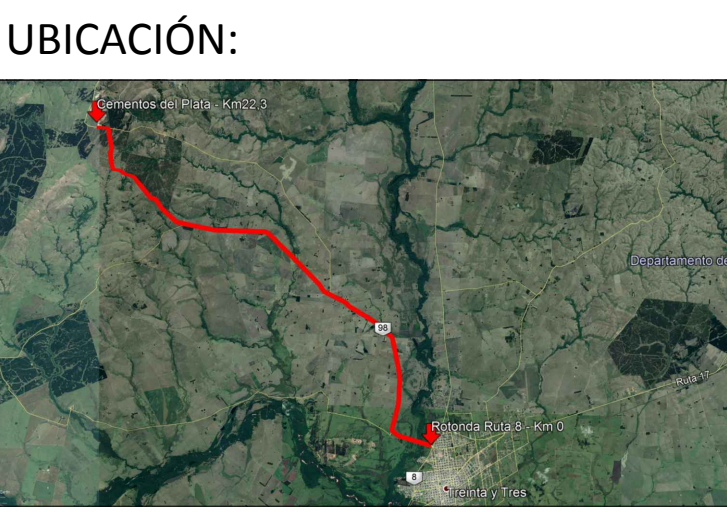 UBICACIÓN:
Cementos del Plata - Km22,3
Departamento de
98
Ruta 17
Rotonda Ruta 8 - Km 0
8
Treinta y Tres